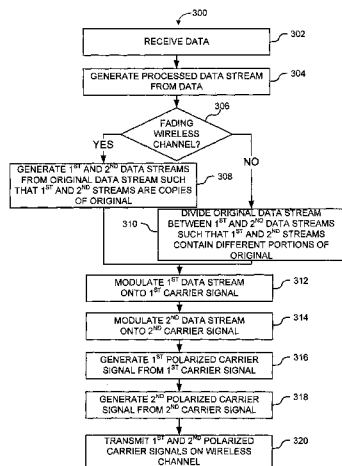 300
RECEIVE DATA
302
GENERATE PROCESSED DATA STREAM
FROM DATA
304
306
FADING
WIRELESS
CHANNEL?
YES
NO
GENERATE 1ST AND 2ND DATA STREAMS
FROM ORIGINAL DATA STREAM SUCH
THAT 1ST AND 2ND STREAMS ARE COPIES
OF ORIGINAL
308
310
DIVIDE ORIGINAL DATA STREAM
BETWEEN 1ST AND 2ND DATA STREAMS
SUCH THAT 1ST AND 2ND STREAMS
CONTAIN DIFFERENT PORTIONS OF
ORIGINAL
MODULATE 1ST DATA STREAM
ONTO 1ST CARRIER SIGNAL
312
MODULATE 2ND DATA STREAM
ONTO 2ND CARRIER SIGNAL
314
GENERATE 1ST POLARIZED CARRIER
SIGNAL FROM 1ST CARRIER SIGNAL
316
GENERATE 2ND POLARIZED CARRIER
SIGNAL FROM 2ND CARRIER SIGNAL
318
TRANSMIT 1ST AND 2ND POLARIZED
CARRIER SIGNALS ON WIRELESS
CHANNEL
320